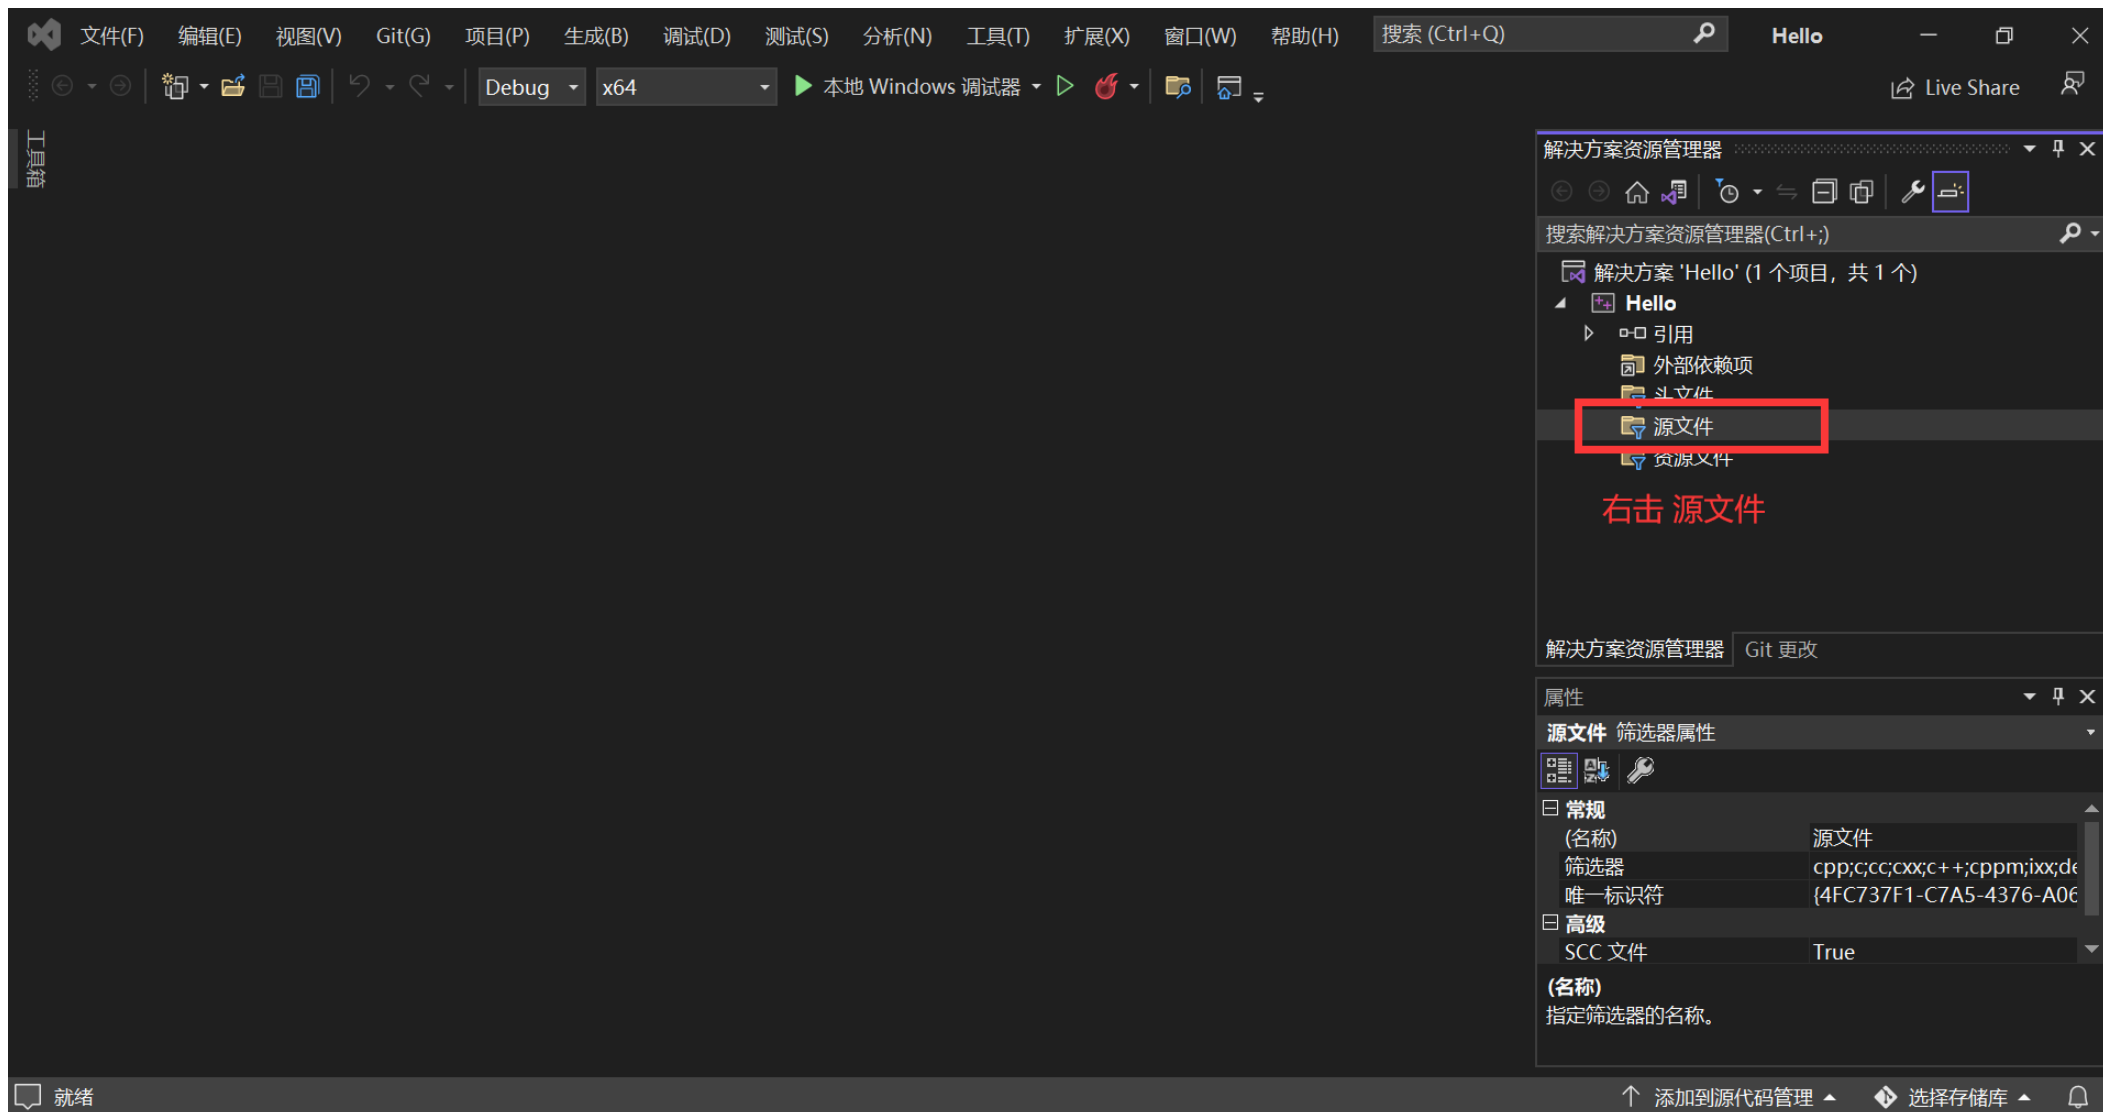 文件(F) 编辑(E) 视图(V) Git(G) 项目(P) 生成(B) 调试(D) 测试(S) 分析(N) 工具(T) 扩展(X) 窗口(W) 帮助(H) 搜索 (Ctrl+Q) Hello
Debug x64 本地 Windows 调试器 Live Share
工具箱
解决方案资源管理器
搜索解决方案资源管理器(Ctrl+;)
解决方案 'Hello' (1 个项目，共 1 个)
Hello
引用
外部依赖项
头文件
源文件
资源文件
右击 源文件
解决方案资源管理器 Git 更改
属性
源文件 筛选器属性
常规
(名称) 源文件
筛选器 cpp;c;cc;cxx;c++;cppm;ixx;de
唯一标识符 {4FC737F1-C7A5-4376-A06
高级
SCC 文件 True
(名称)
指定筛选器的名称。
就绪 添加到源代码管理 选择存储库